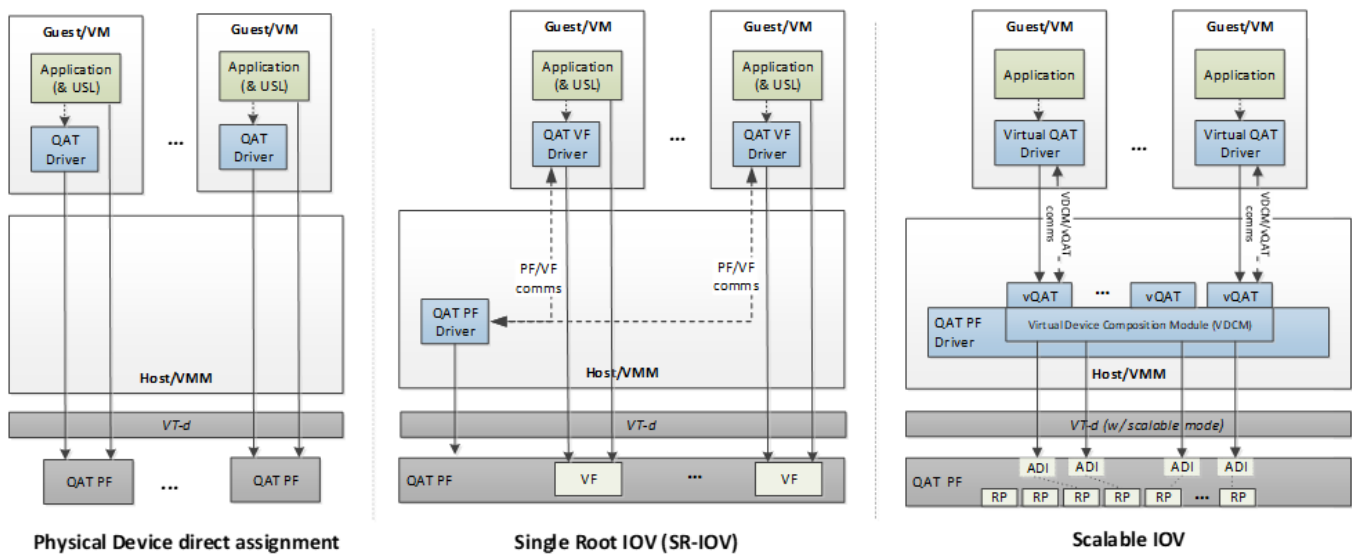 Guest/VM
Application
(& USL)
QAT
Driver
...
Guest/VM
Application
(& USL)
QAT
Driver
Host/VMM
VT-d
QAT PF
...
QAT PF
Physical Device direct assignment
Guest/VM
Application
(& USL)
QAT VF
Driver
...
Guest/VM
Application
(& USL)
QAT VF
Driver
PF/VF
comms
PF/VF
comms
QAT PF
Driver
Host/VMM
VT-d
QAT PF
VF
...
VF
Single Root IOV (SR-IOV)
Guest/VM
Application
Virtual QAT
Driver
...
Guest/VM
Application
Virtual QAT
Driver
VDCM/vQAT
comms
VDCM/vQAT
comms
vQAT
...
vQAT
vQAT
QAT PF
Driver
Virtual Device Composition Module (VDCM)
Host/VMM
VT-d (w/ scalable mode)
QAT PF
ADI
ADI
ADI
ADI
RP
RP
RP
RP
RP
...
RP
Scalable IOV